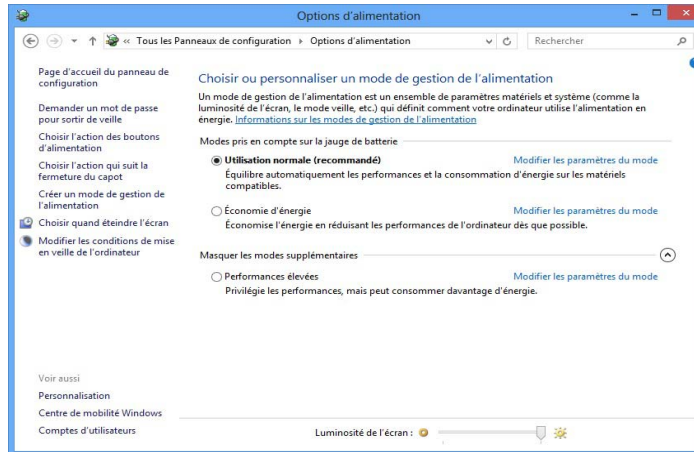 Options d'alimentation
« Tous les Panneaux de configuration Options d'alimentation
Rechercher
Page d'accueil du panneau de
configuration
Demander un mot de passe
pour sortir de veille
Choisir l'action des boutons
d'alimentation
Choisir l'action qui suit la
fermeture du capot
Créer un mode de gestion de
l'alimentation
Choisir quand éteindre l'écran
Modifier les conditions de mise
en veille de l'ordinateur
Voir aussi
Personnalisation
Centre de mobilité Windows
Comptes d'utilisateurs
Choisir ou personnaliser un mode de gestion de l'alimentation
Un mode de gestion de l'alimentation est un ensemble de paramètres matériels et système (comme la
luminosité de l'écran, le mode veille, etc.) qui définit comment votre ordinateur utilise l'alimentation en
énergie. Informations sur les modes de gestion de l'alimentation
Modes pris en compte sur la jauge de batterie
Utilisation normale (recommandé) Modifier les paramètres du mode
Équilibre automatiquement les performances et la consommation d'énergie sur les matériels
compatibles.
Économie d'énergie Modifier les paramètres du mode
Économise l'énergie en réduisant les performances de l'ordinateur dès que possible.
Masquer les modes supplémentaires
Performances élevées Modifier les paramètres du mode
Privilégie les performances, mais peut consommer davantage d'énergie.
Luminosité de l'écran :